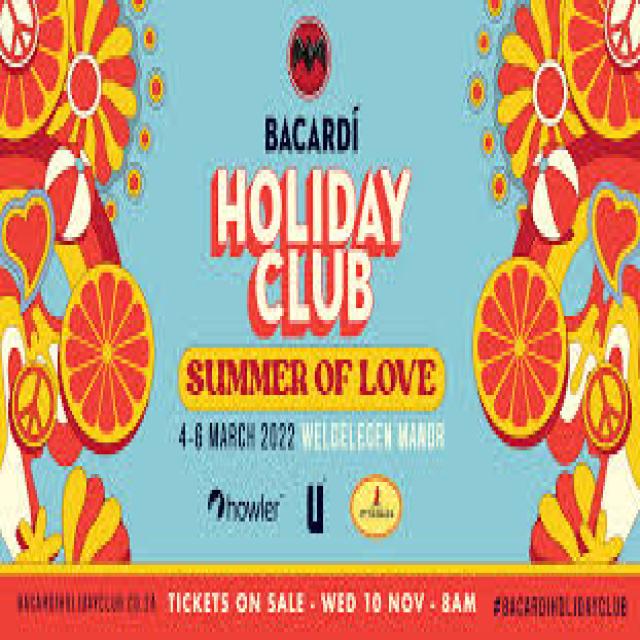 BACARDÍ
HOLIDAY
CLUB
SUMMER OF LOVE
4-6 MARCH 2022 WELGELEGEN MANOR
howler
U
BACARDIHOLIDAYCLUB.CO.ZA TICKETS ON SALE - WED 10 NOV - 8AM #BACARDIHOLIDAYCLUB